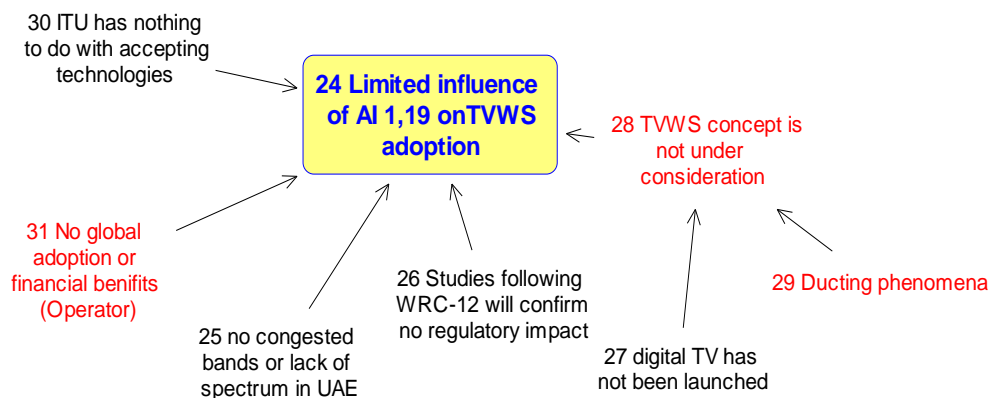 30 ITU has nothing
to do with accepting
technologies
24 Limited influence
of AI 1,19 onTVWS
adoption
28 TVWS concept is
not under
consideration
31 No global
adoption or
financial benifits
(Operator)
26 Studies following
WRC-12 will confirm
no regulatory impact
29 Ducting phenomena
25 no congested
bands or lack of
spectrum in UAE
27 digital TV has
not been launched